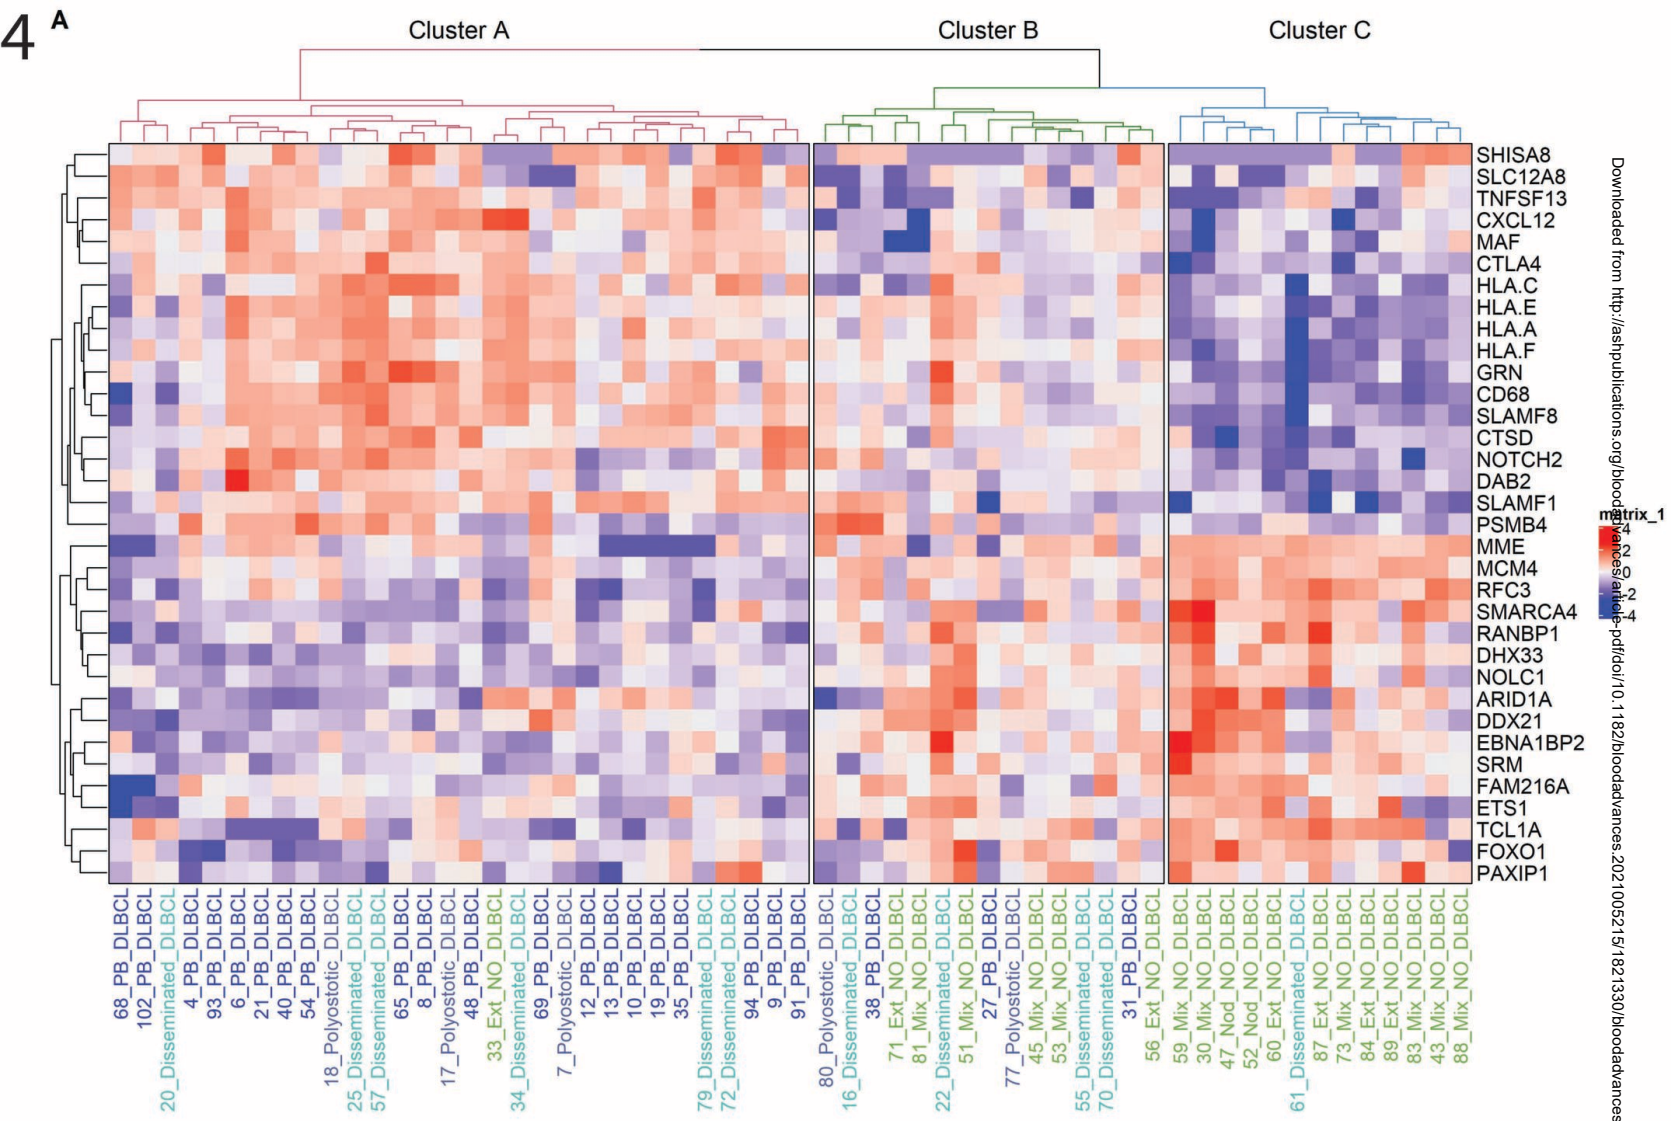 4
A
Cluster A
Cluster B
Cluster C
SHISA8
SLC12A8
TNFSF13
CXCL12
MAF
CTLA4
HLA.C
HLA.E
HLA.A
HLA.F
GRN
CD68
SLAMF8
CTSD
NOTCH2
DAB2
SLAMF1
PSMB4
MME
MCM4
RFC3
SMARCA4
RANBP1
DHX33
NOLC1
ARID1A
DDX21
EBNA1BP2
SRM
FAM216A
ETS1
TCL1A
FOXO1
PAXIP1
68_PB_DLBCL
102_PB_DLBCL
20_Disseminated_DLBCL
4_PB_DLBCL
93_PB_DLBCL
6_PB_DLBCL
21_PB_DLBCL
40_PB_DLBCL
54_PB_DLBCL
18_Polyostotic_DLBCL
25_Disseminated_DLBCL
57_Disseminated_DLBCL
65_PB_DLBCL
8_PB_DLBCL
17_Polyostotic_DLBCL
48_PB_DLBCL
33_Ext_NO_DLBCL
34_Disseminated_DLBCL
69_PB_DLBCL
7_Polyostotic_DLBCL
12_PB_DLBCL
13_PB_DLBCL
10_PB_DLBCL
19_PB_DLBCL
35_PB_DLBCL
79_Disseminated_DLBCL
72_Disseminated_DLBCL
94_PB_DLBCL
9_PB_DLBCL
91_PB_DLBCL
80_Polyostotic_DLBCL
16_Disseminated_DLBCL
38_PB_DLBCL
71_Ext_NO_DLBCL
81_Mix_NO_DLBCL
22_Disseminated_DLBCL
51_Mix_NO_DLBCL
27_PB_DLBCL
77_Polyostotic_DLBCL
45_Mix_NO_DLBCL
53_Mix_NO_DLBCL
55_Disseminated_DLBCL
70_Disseminated_DLBCL
31_PB_DLBCL
56_Ext_NO_DLBCL
59_Mix_NO_DLBCL
30_Mix_NO_DLBCL
47_Nod_NO_DLBCL
52_Nod_NO_DLBCL
60_Ext_NO_DLBCL
61_Disseminated_DLBCL
87_Ext_NO_DLBCL
73_Mix_NO_DLBCL
84_Ext_NO_DLBCL
89_Ext_NO_DLBCL
83_Mix_NO_DLBCL
43_Mix_NO_DLBCL
88_Mix_NO_DLBCL
matrix_1
4
2
0
-2
-4
Downloaded from http://ashpublications.org/bloodadvances/article-pdf/doi/10.1182/bloodadvances.2021005215/1821330/bloodadvances